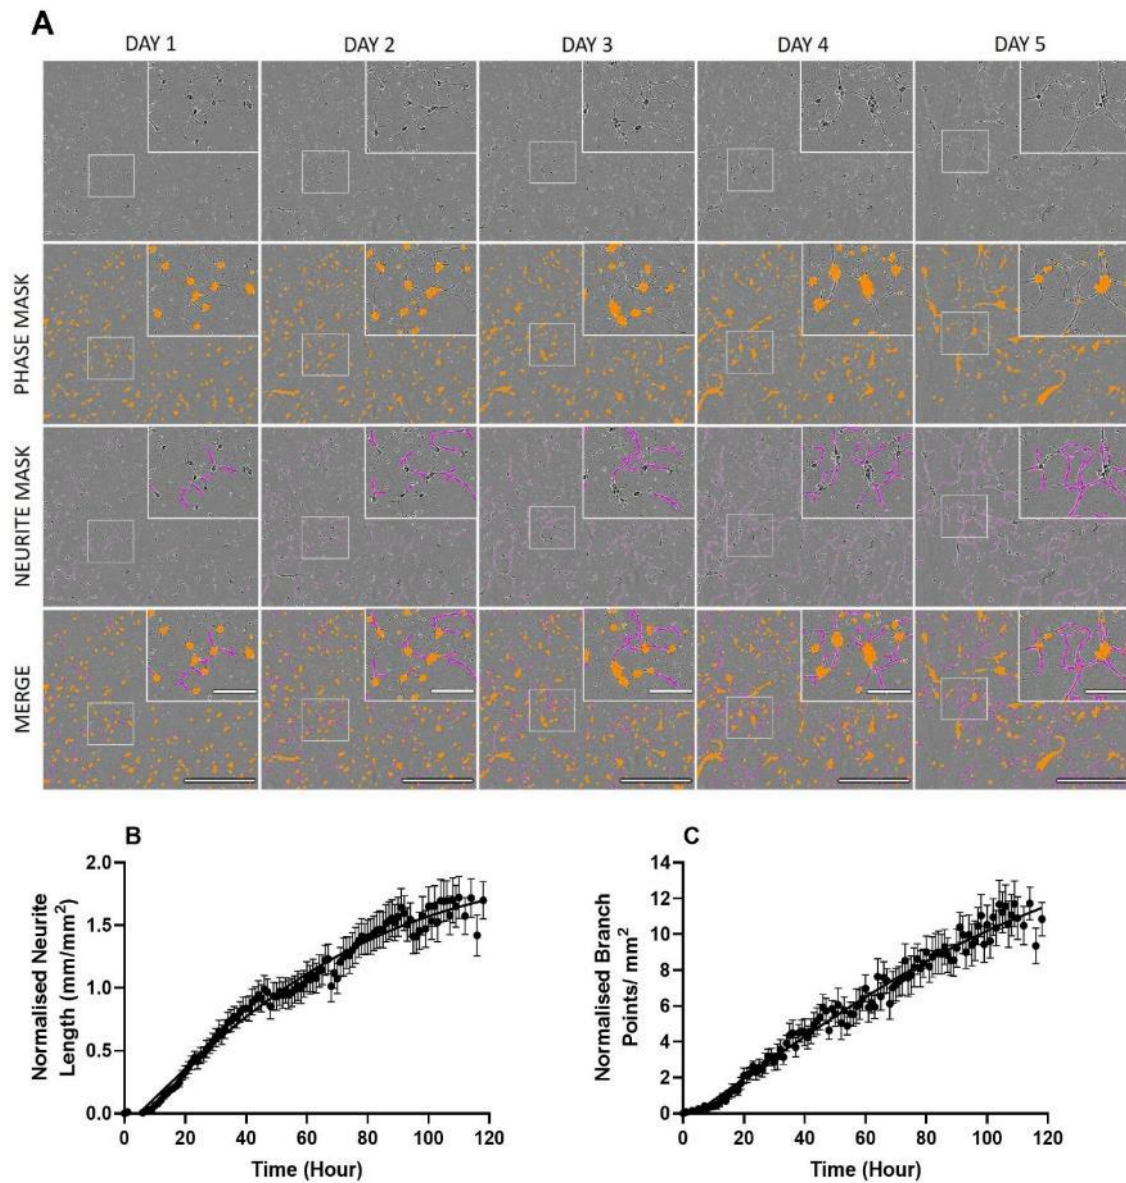 A
DAY 1 DAY 2 DAY 3 DAY 4 DAY 5
PHASE MASK
NEURITE MASK
MERGE
B
Normalised Neurite
Length (mm/mm²)
2.0
1.5
1.0
0.5
0.0
0 20 40 60 80 100 120
Time (Hour)
C
Normalised Branch
Points/ mm²
14
12
10
8
6
4
2
0
0 20 40 60 80 100 120
Time (Hour)